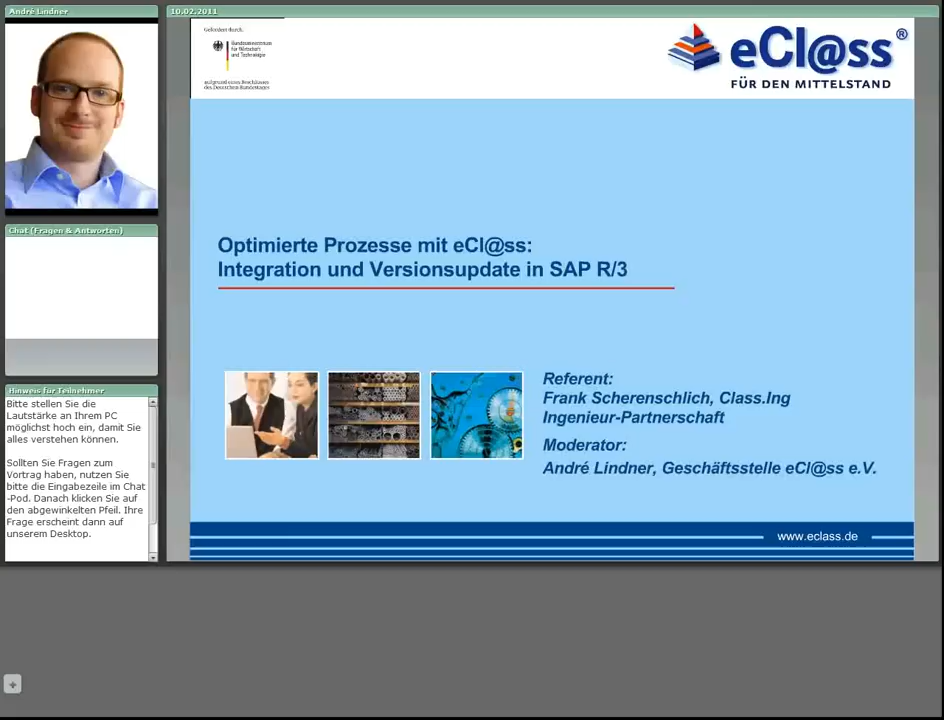 André Lindner
10.02.2011
Gefördert durch:
Bundesministerium
für Wirtschaft
und Technologie
aufgrund eines Beschlusses
des Deutschen Bundestages
eCl@ss®
FÜR DEN MITTELSTAND
Chat (Fragen & Antworten)
Optimierte Prozesse mit eCl@ss:
Integration und Versionsupdate in SAP R/3
Referent:
Frank Scherenschlich, Class.Ing
Ingenieur-Partnerschaft
Moderator:
André Lindner, Geschäftsstelle eCl@ss e.V.
Hinweis für Teilnehmer
Bitte stellen Sie die
Lautstärke an Ihrem PC
möglichst hoch ein, damit Sie
alles verstehen können.
Sollten Sie Fragen zum
Vortrag haben, nutzen Sie
bitte die Eingabezeile im Chat
-Pod. Danach klicken Sie auf
den abgewinkelten Pfeil. Ihre
Frage erscheint dann auf
unserem Desktop.
www.eclass.de